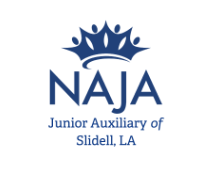 NAJA
Junior Auxiliary of
Slidell, LA